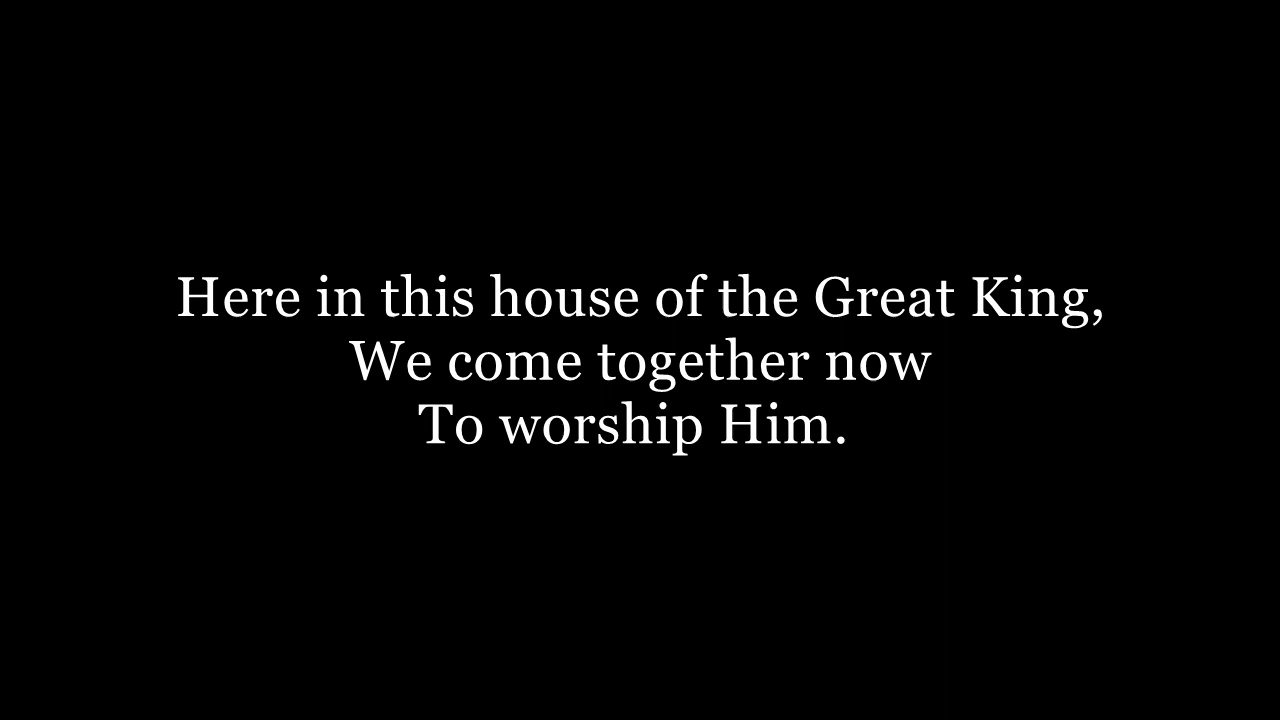 Here in this house of the Great King,
We come together now
To worship Him.